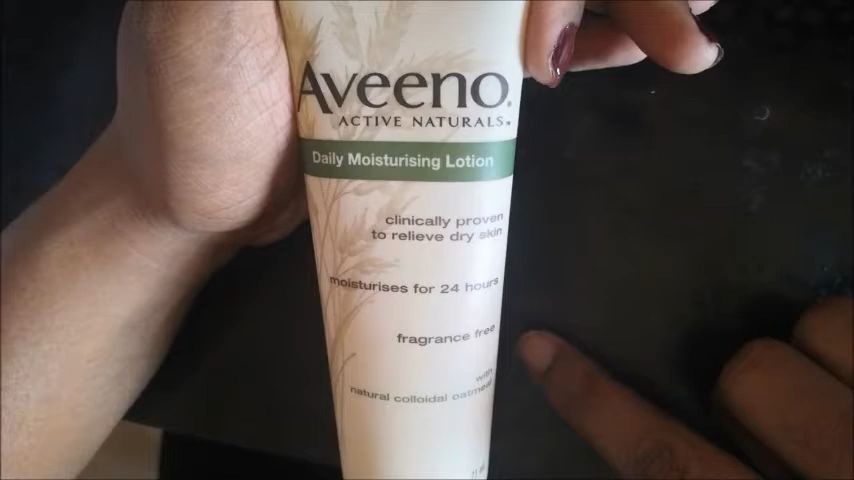 Aveeno.
ACTIVE NATURALS.
Daily Moisturising Lotion
clinically proven
to relieve dry skin
moisturises for 24 hours
fragrance free
with
natural colloidal oatmeal